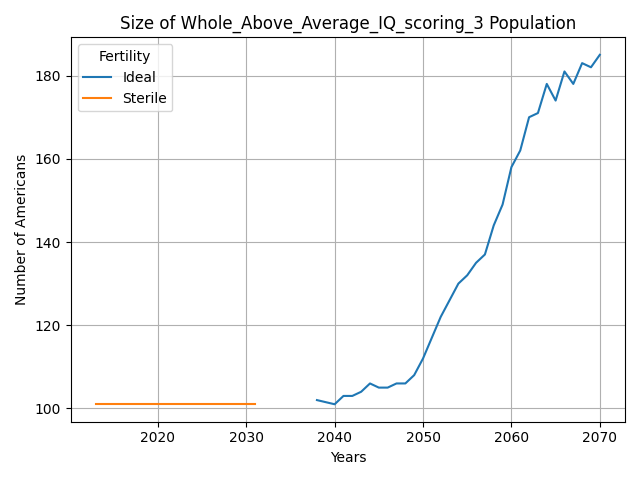 Size of Whole_Above_Average_IQ_scoring_3 Population
Fertility
Ideal
Sterile
Number of Americans
180
160
140
120
100
2020 2030 2040 2050 2060 2070
Years